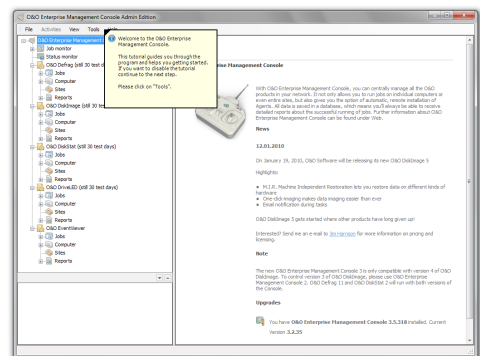 O&O Enterprise Management Console Admin Edition
File Activities View Tools Help
O&O Enterprise Management
Job monitor
Status monitor
O&O Defrag (still 30 test d
Jobs
Computer
Sites
Reports
O&O DiskImage (still 30 tes
Jobs
Computer
Sites
Reports
O&O DiskStat (still 30 test days)
Jobs
Computer
Sites
Reports
O&O DriveLED (still 30 test days)
Jobs
Computer
Sites
Reports
O&O EventViewer
Jobs
Computer
Sites
Reports
Welcome to the O&O Enterprise
Management Console.
This tutorial guides you through the
program and helps you getting started.
If you want to disable the tutorial
continue to the next step.
Please click on "Tools".
rprise Management Console
With O&O Enterprise Management Console, you can centrally manage all the O&O
products in your network. It not only allows you to run jobs on individual computers or
even entire sites, but also gives you the option of automatic, remote installation of
Agents. All data is saved in a database, which means you'll always be able to receive
detailed reports about the successful running of jobs. Further information about O&O
Enterprise Management Console can be found under Web.
News
12.01.2010
On January 19, 2010, O&O Software will be releasing its new O&O DiskImage 5
Highlights:
• M.I.R. Machine Independent Restoration lets you restore data on different kinds of
hardware
• One-click imaging makes data imaging easier than ever
• Email notification during tasks
O&O DiskImage 5 gets started where other products have long given up!
Interested? Send me an e-mail to Jim Harrison for more information on pricing and
licensing.
Note
The new O&O Enterprise Management Console 3 is only compatible with version 4 of O&O
DiskImage. To control version 3 of O&O DiskImage, please use O&O Enterprise
Management Console 2. O&O Defrag 11 and O&O DiskStat 2 will run with both versions of
the Console.
Upgrades
You have O&O Enterprise Management Console 3.5.318 installed. Current
Version 3.2.35.